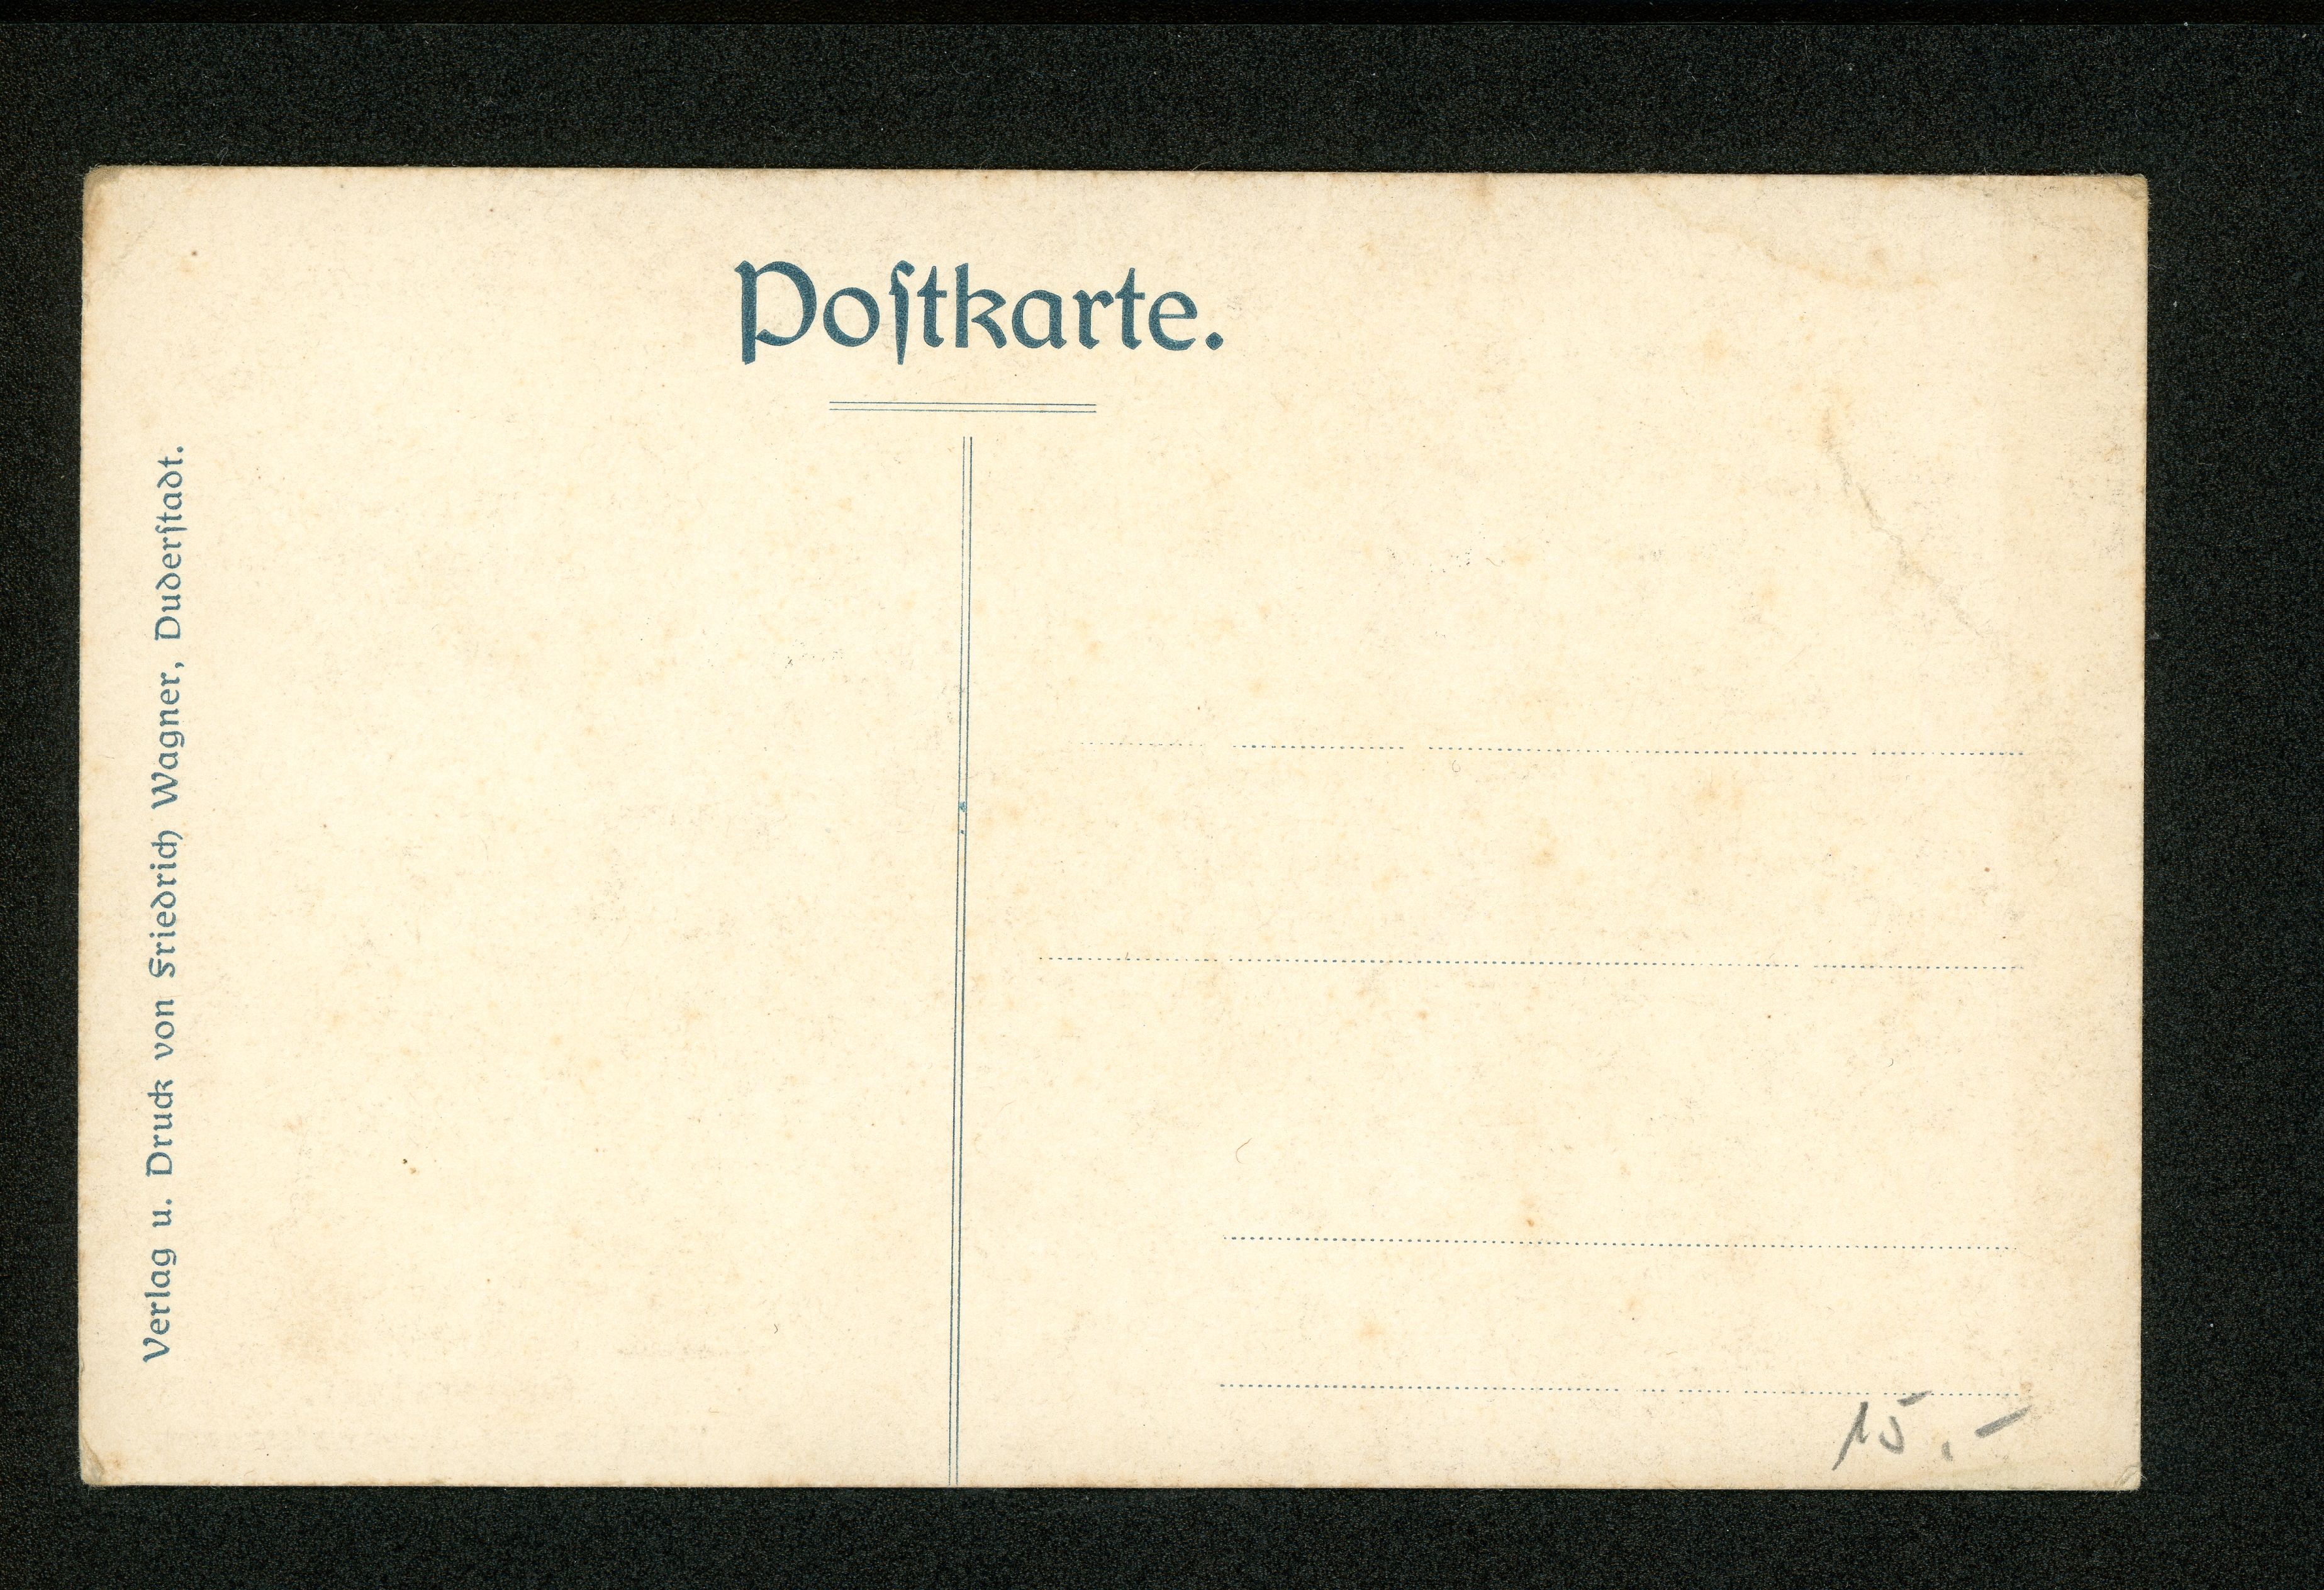 Poſtkarte.
Verlag u. Druck von Friedrich Wagner, Duderſtadt.
15.-